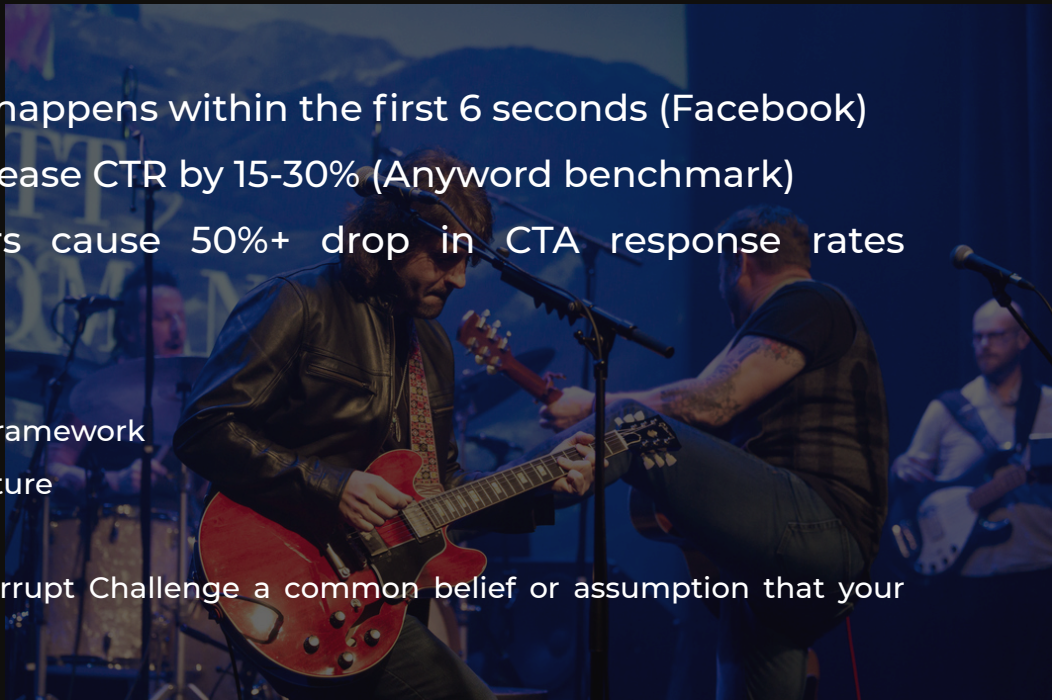 happens within the first 6 seconds (Facebook)
ease CTR by 15-30% (Anyword benchmark)
rs cause 50%+ drop in CTA response rates
ramework
ture
rrupt Challenge a common belief or assumption that your